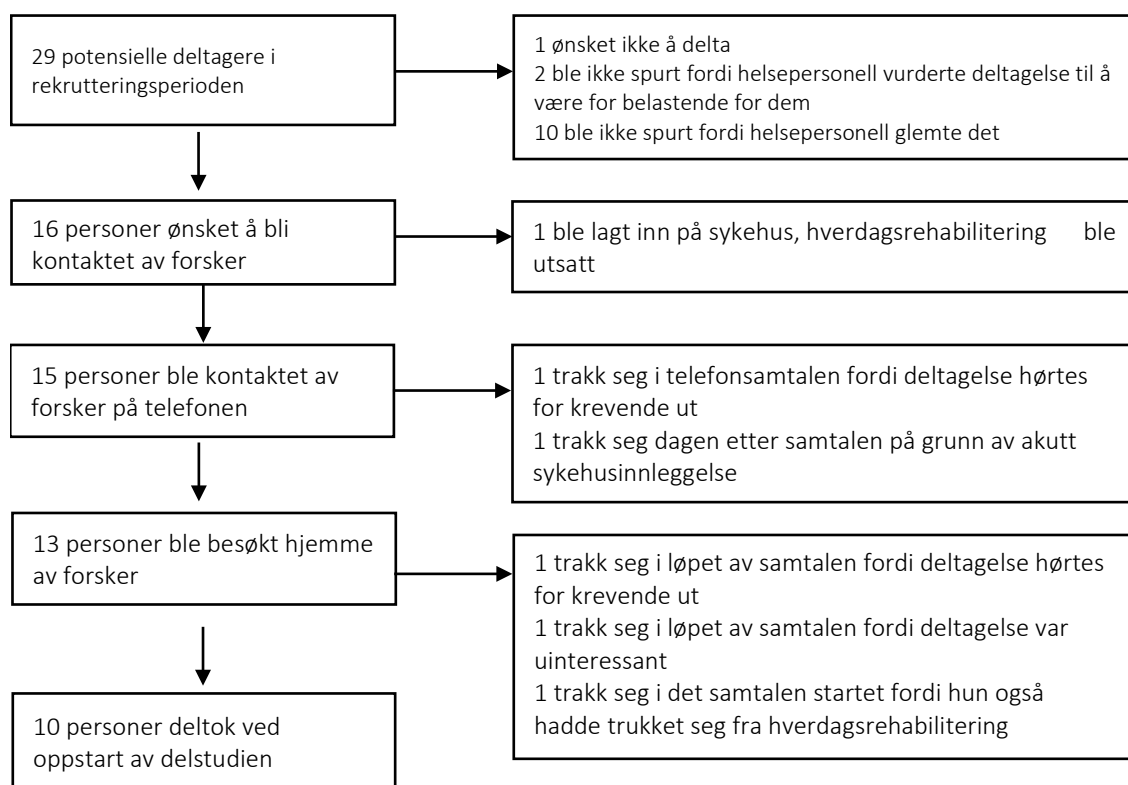 29 potensielle deltagere i
rekrutteringsperioden
1 ønsket ikke å delta
2 ble ikke spurt fordi helsepersonell vurderte deltagelse til å
være for belastende for dem
10 ble ikke spurt fordi helsepersonell glemte det
16 personer ønsket å bli
kontaktet av forsker
1 ble lagt inn på sykehus, hverdagsrehabilitering ble
utsatt
15 personer ble kontaktet av
forsker på telefonen
1 trakk seg i telefonsamtalen fordi deltagelse hørtes
for krevende ut
1 trakk seg dagen etter samtalen på grunn av akutt
sykehusinnleggelse
13 personer ble besøkt hjemme
av forsker
1 trakk seg i løpet av samtalen fordi deltagelse hørtes
for krevende ut
1 trakk seg i løpet av samtalen fordi deltagelse var
uinteressant
1 trakk seg i det samtalen startet fordi hun også
hadde trukket seg fra hverdagsrehabilitering
10 personer deltok ved
oppstart av delstudien